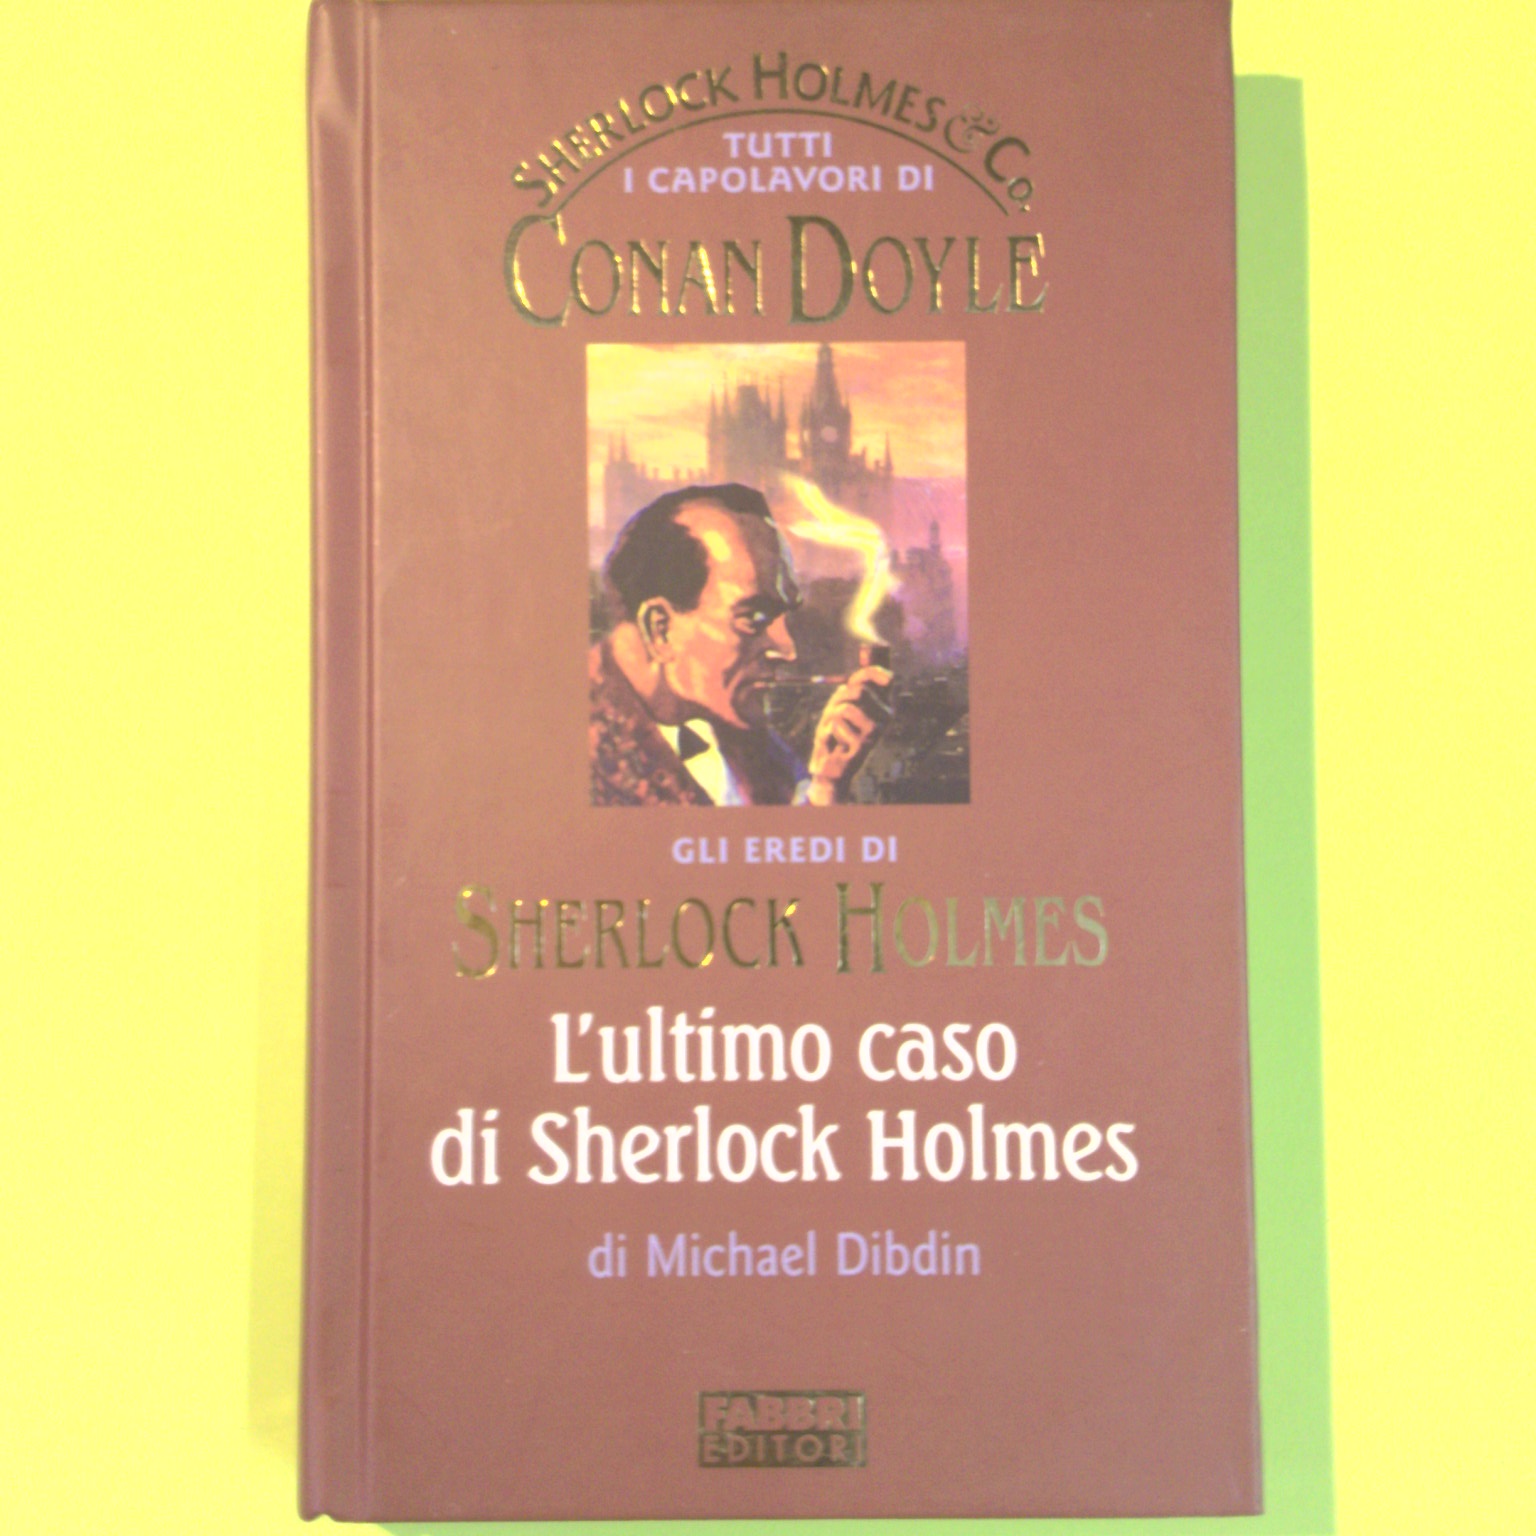 SHERLOCK HOLMES & Co.
TUTTI
I CAPOLAVORI DI
CONAN DOYLE
GLI EREDI DI
SHERLOCK HOLMES
L'ultimo caso
di Sherlock Holmes
di Michael Dibdin
FABBRI
EDITORI